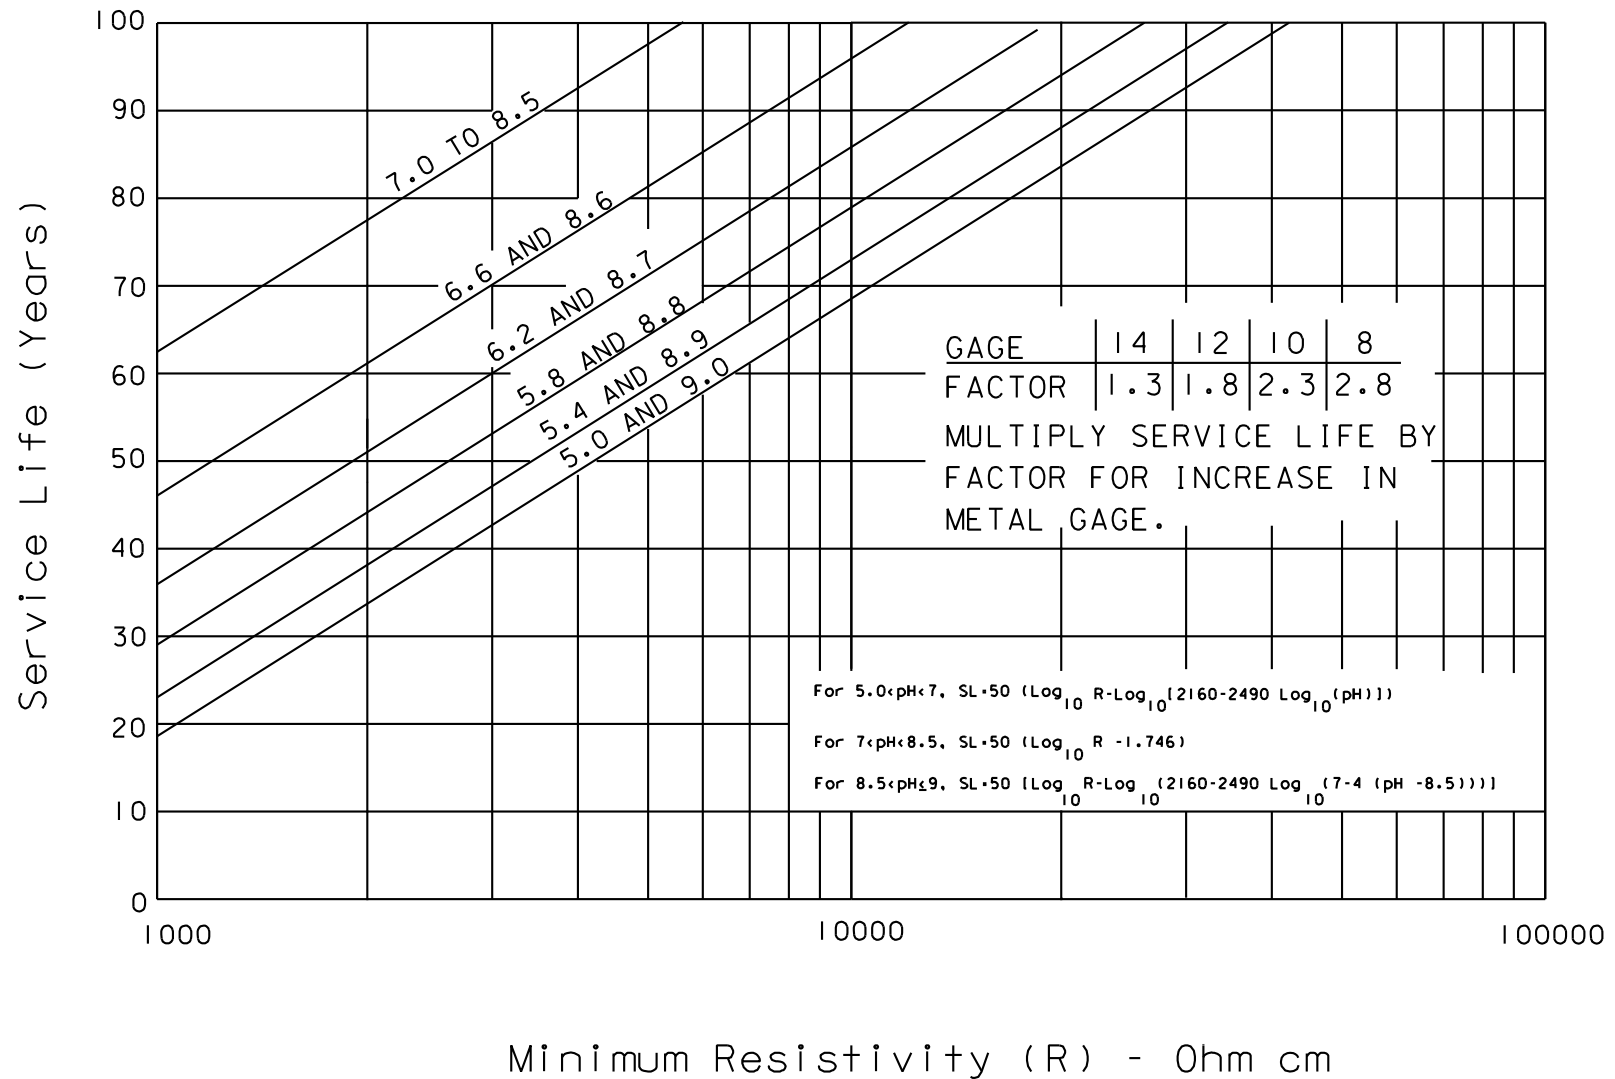 100
90
80
70
60
50
40
30
20
10
0
Service Life (Years)
7.0 TO 8.5
6.6 AND 8.6
6.2 AND 8.7
5.8 AND 8.8
5.4 AND 8.9
5.0 AND 9.0
GAGE 14 12 10 8
FACTOR 1.3 1.8 2.3 2.8
MULTIPLY SERVICE LIFE BY
FACTOR FOR INCREASE IN
METAL GAGE.
For 5.0<pH<7, SL=50 (Log10 R-Log10[2160-2490 Log10(pH)])
For 7<pH<8.5, SL=50 (Log10 R -1.746)
For 8.5<pH≤9, SL=50 [Log10R-Log10(2160-2490 Log10(7-4 (pH -8.5)))]
1000 10000 100000
Minimum Resistivity (R) - Ohm cm